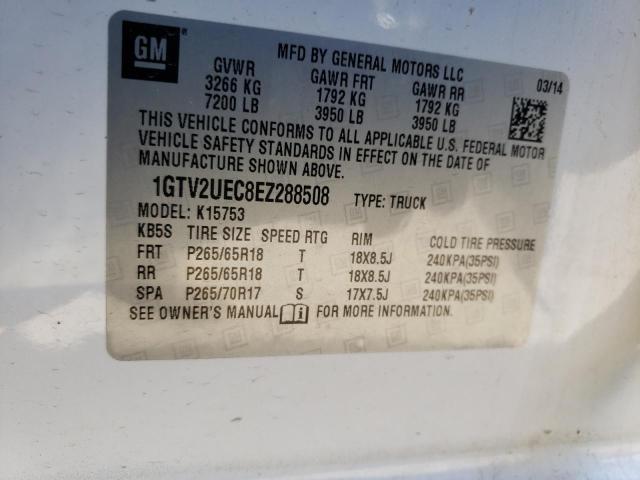 GM
MFD BY GENERAL MOTORS LLC
GVWR GAWR FRT GAWR RR 03/14
3266 KG 1792 KG 1792 KG
7200 LB 3950 LB 3950 LB
THIS VEHICLE CONFORMS TO ALL APPLICABLE U.S. FEDERAL MOTOR
VEHICLE SAFETY STANDARDS IN EFFECT ON THE DATE OF
MANUFACTURE SHOWN ABOVE.
1GTV2UEC8EZ288508 TYPE: TRUCK
MODEL: K15753
KB5S TIRE SIZE SPEED RTG RIM COLD TIRE PRESSURE
FRT P265/65R18 T 18X8.5J 240KPA(35PSI)
RR P265/65R18 T 18X8.5J 240KPA(35PSI)
SPA P265/70R17 S 17X7.5J 240KPA(35PSI)
SEE OWNER'S MANUAL FOR MORE INFORMATION.